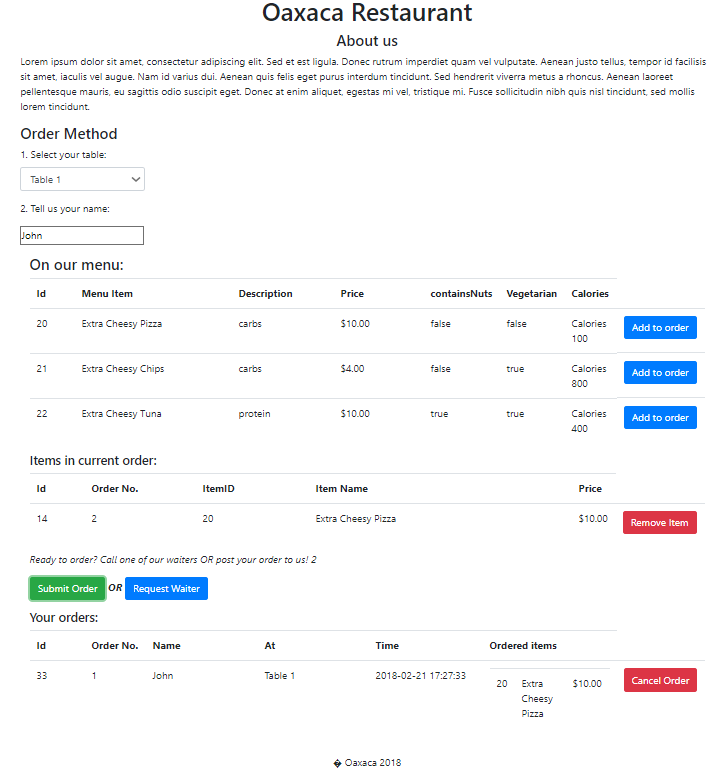 Oaxaca Restaurant
About us
Lorem ipsum dolor sit amet, consectetur adipiscing elit. Sed et est ligula. Donec rutrum imperdiet quam vel vulputate. Aenean justo tellus, tempor id facilisis
sit amet, iaculis vel augue. Nam id varius dui. Aenean quis felis eget purus interdum tincidunt. Sed hendrerit viverra metus a rhoncus. Aenean laoreet
pellentesque mauris, eu sagittis odio suscipit eget. Donec at enim aliquet, egestas mi vel, tristique mi. Fusce sollicitudin nibh quis nisl tincidunt, sed mollis
lorem tincidunt.
Order Method
1. Select your table:
Table 1
2. Tell us your name:
John
On our menu:
Id Menu Item Description Price containsNuts Vegetarian Calories
20 Extra Cheesy Pizza carbs $10.00 false false Calories 100 Add to order
21 Extra Cheesy Chips carbs $4.00 false true Calories 800 Add to order
22 Extra Cheesy Tuna protein $10.00 true true Calories 400 Add to order
Items in current order:
Id Order No. ItemID Item Name Price
14 2 20 Extra Cheesy Pizza $10.00 Remove Item
Ready to order? Call one of our waiters OR post your order to us! 2
Submit Order OR Request Waiter
Your orders:
Id Order No. Name At Time Ordered items
33 1 John Table 1 2018-02-21 17:27:33 20 Extra Cheesy Pizza $10.00 Cancel Order
� Oaxaca 2018